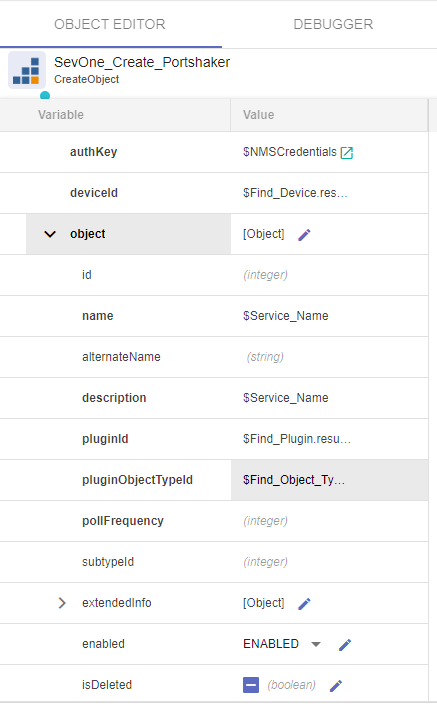 OBJECT EDITOR DEBUGGER
SevOne_Create_Portshaker
CreateObject
Variable Value
authKey $NMSCredentials
deviceId $Find_Device.res...
object [Object]
id (integer)
name $Service_Name
alternateName (string)
description $Service_Name
pluginId $Find_Plugin.resu...
pluginObjectTypeId $Find_Object_Ty...
pollFrequency (integer)
subtypeId (integer)
extendedInfo [Object]
enabled ENABLED
isDeleted (boolean)